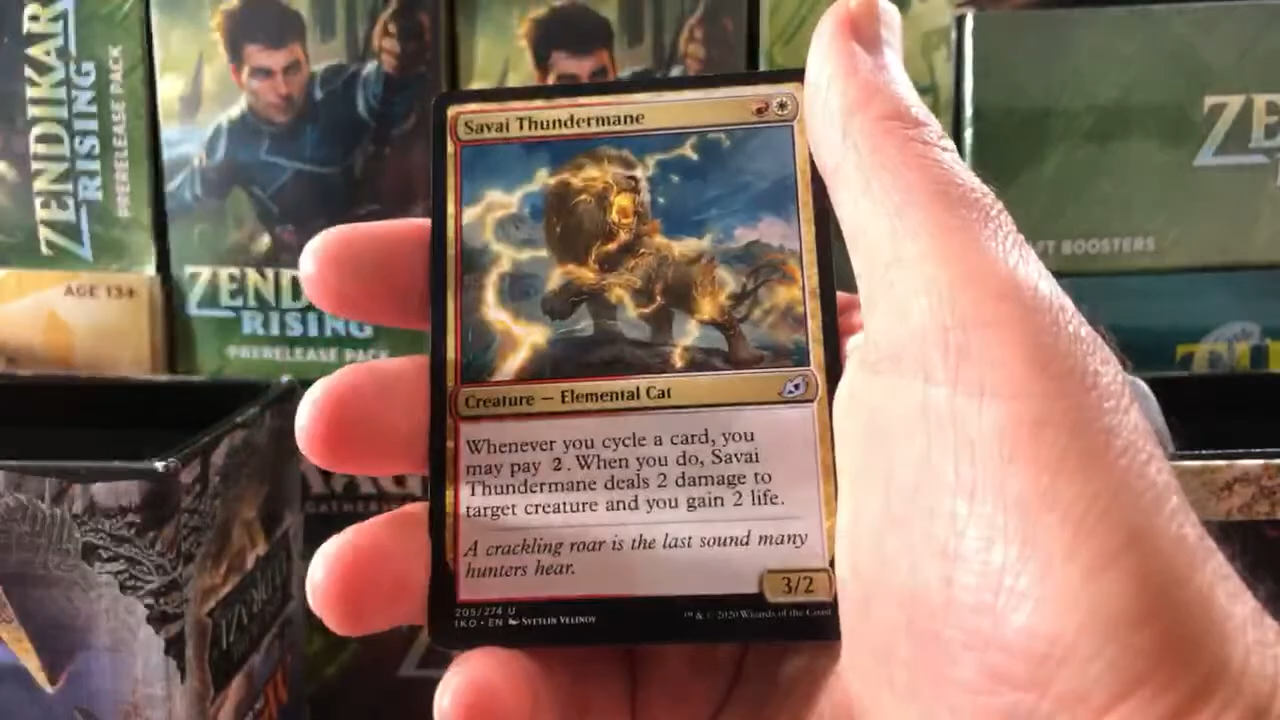 ZENDIKAR
RISING
PRERELEASE PACK
AGE 13+
ZEND
RISING
PRERELEASE PACK
Savai Thundermane
Creature — Elemental Cat
Whenever you cycle a card, you
may pay 2. When you do, Savai
Thundermane deals 2 damage to
target creature and you gain 2 life.
A crackling roar is the last sound many
hunters hear.
3/2
205/274 U
IKO • EN Svetlin Velinov
™ & © 2020 Wizards of the Coast
ZE
FT BOOSTERS